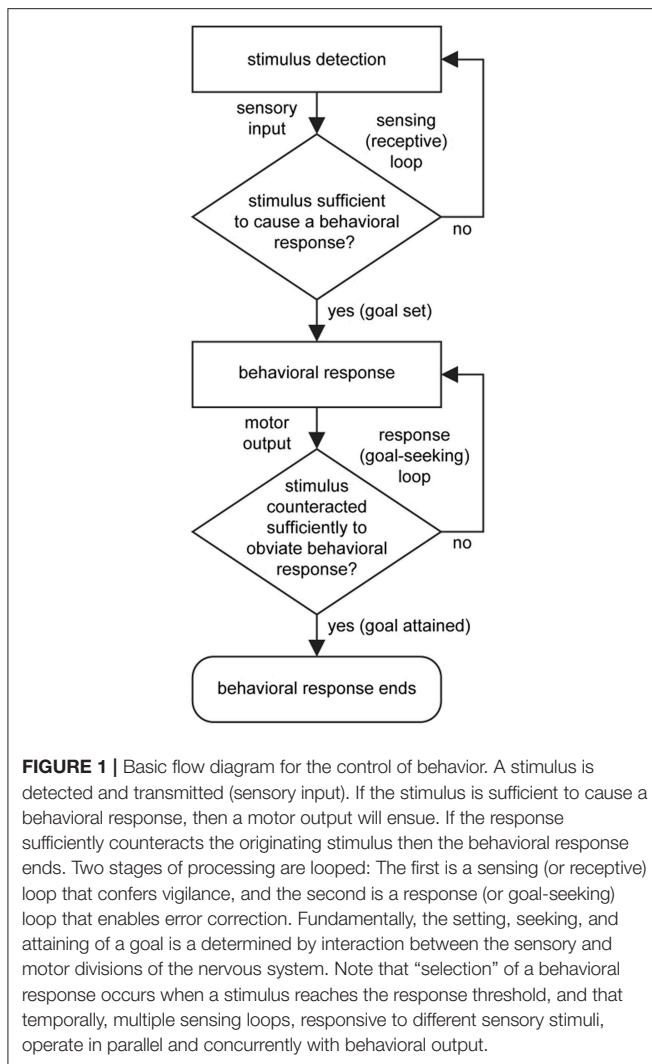 stimulus detection
sensory
input
sensing
(receptive)
loop
stimulus sufficient
to cause a behavioral
response?
no
yes (goal set)
behavioral response
motor
output
response
(goal-seeking)
loop
stimulus
counteracted
sufficiently to
obviate behavioral
response?
no
yes (goal attained)
behavioral response ends
FIGURE 1 | Basic flow diagram for the control of behavior. A stimulus is
detected and transmitted (sensory input). If the stimulus is sufficient to cause a
behavioral response, then a motor output will ensue. If the response
sufficiently counteracts the originating stimulus then the behavioral response
ends. Two stages of processing are looped: The first is a sensing (or receptive)
loop that confers vigilance, and the second is a response (or goal-seeking)
loop that enables error correction. Fundamentally, the setting, seeking, and
attaining of a goal is a determined by interaction between the sensory and
motor divisions of the nervous system. Note that “selection” of a behavioral
response occurs when a stimulus reaches the response threshold, and that
temporally, multiple sensing loops, responsive to different sensory stimuli,
operate in parallel and concurrently with behavioral output.